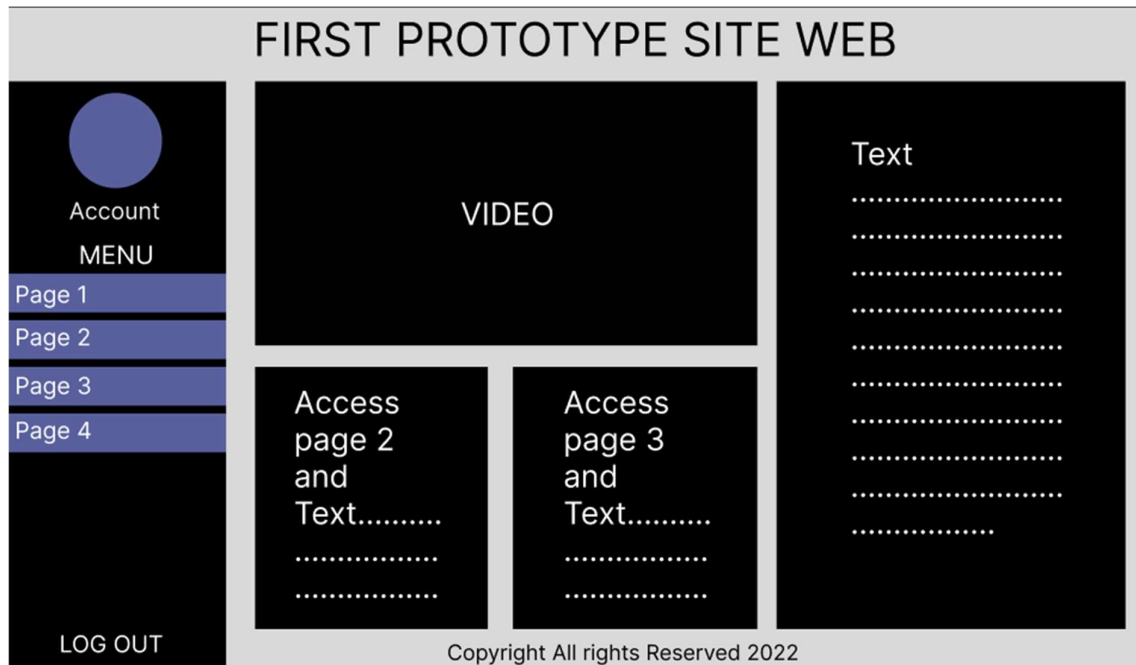 FIRST PROTOTYPE SITE WEB
Account
MENU
Page 1
Page 2
Page 3
Page 4
LOG OUT
VIDEO
Access
page 2
and
Text..........
.................
.................
Access
page 3
and
Text..........
.................
.................
Text
.........................
.........................
.........................
.........................
.........................
.........................
.........................
.........................
.........................
.................
Copyright All rights Reserved 2022